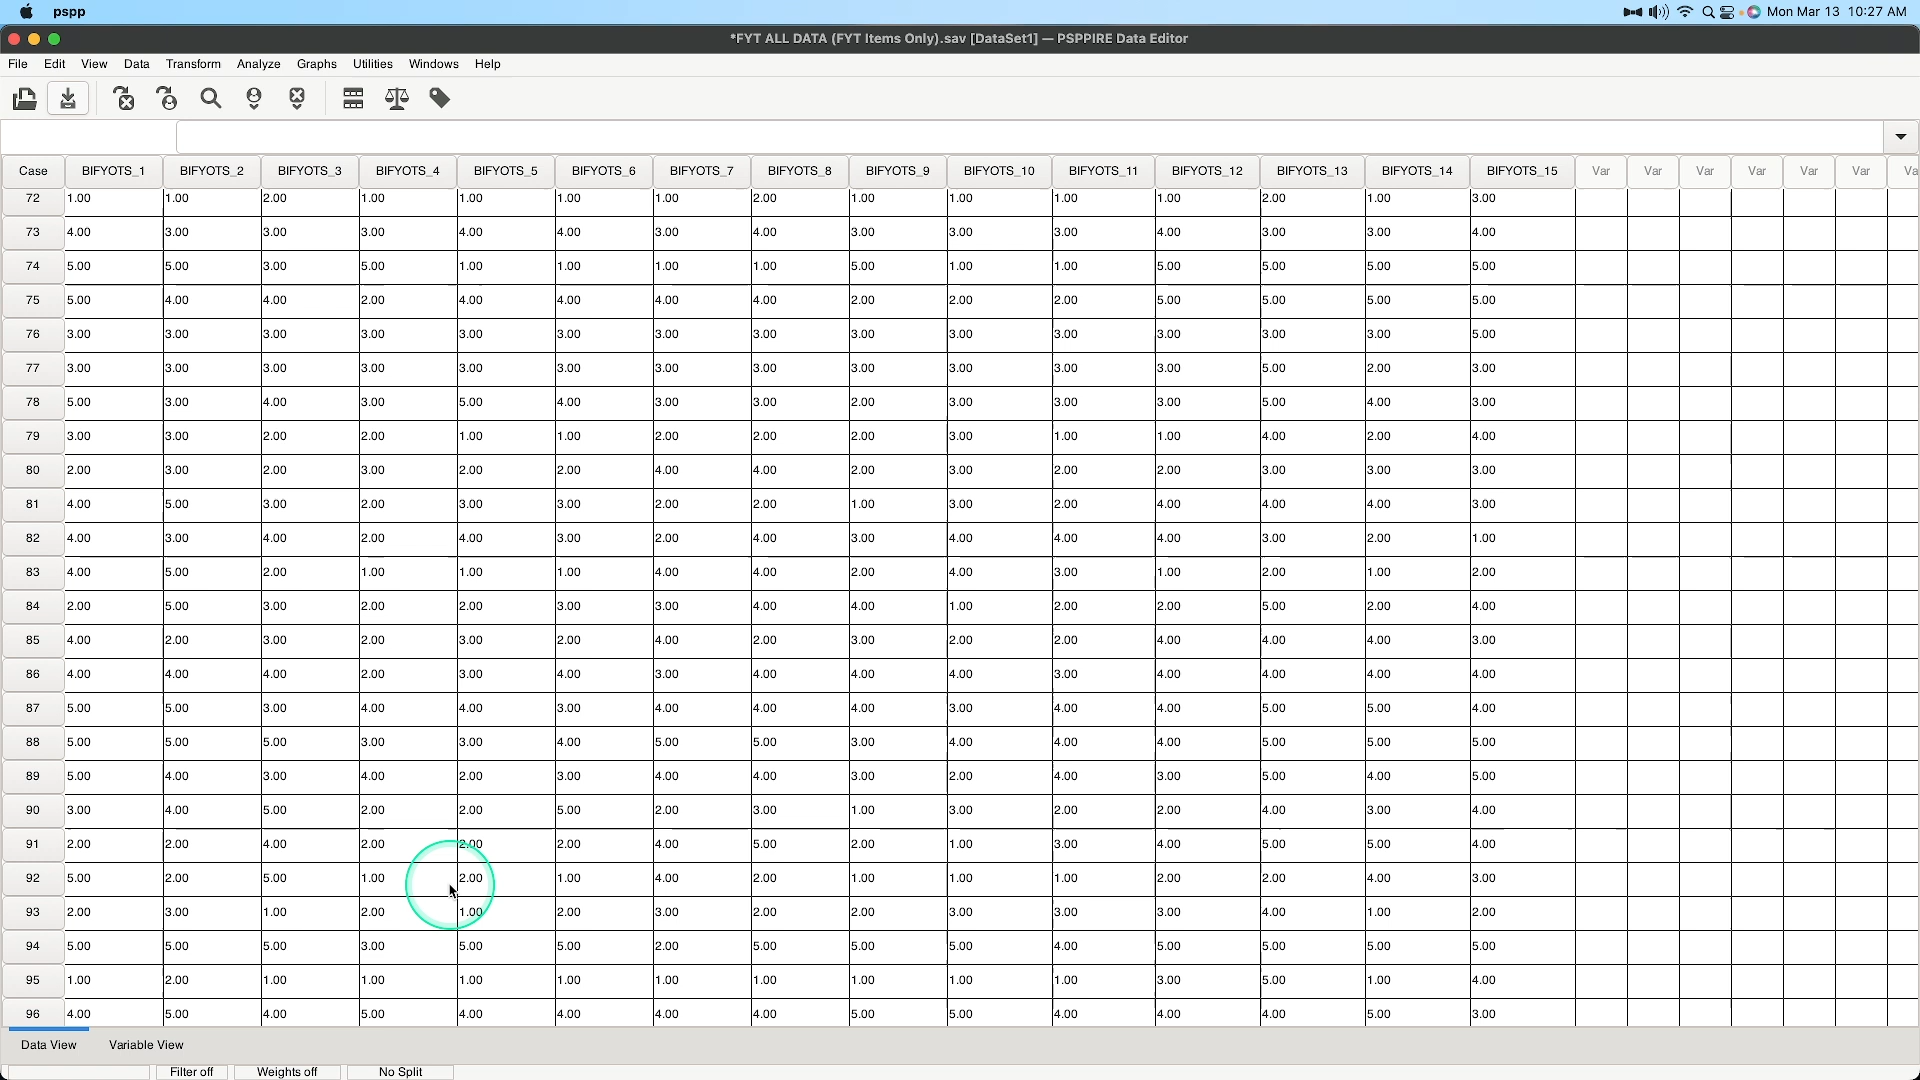 pspp Mon Mar 13 10:27 AM
*FYT ALL DATA (FYT Items Only).sav [DataSet1] — PSPPIRE Data Editor
File Edit View Data Transform Analyze Graphs Utilities Windows Help
Case BIFYOTS_1 BIFYOTS_2 BIFYOTS_3 BIFYOTS_4 BIFYOTS_5 BIFYOTS_6 BIFYOTS_7 BIFYOTS_8 BIFYOTS_9 BIFYOTS_10 BIFYOTS_11 BIFYOTS_12 BIFYOTS_13 BIFYOTS_14 BIFYOTS_15 Var Var Var Var Var Var Va
72 1.00 1.00 2.00 1.00 1.00 1.00 1.00 2.00 1.00 1.00 1.00 1.00 2.00 1.00 3.00
73 4.00 3.00 3.00 3.00 4.00 4.00 3.00 4.00 3.00 3.00 3.00 4.00 3.00 3.00 4.00
74 5.00 5.00 3.00 5.00 1.00 1.00 1.00 1.00 5.00 1.00 1.00 5.00 5.00 5.00 5.00
75 5.00 4.00 4.00 2.00 4.00 4.00 4.00 4.00 2.00 2.00 2.00 5.00 5.00 5.00 5.00
76 3.00 3.00 3.00 3.00 3.00 3.00 3.00 3.00 3.00 3.00 3.00 3.00 3.00 3.00 5.00
77 3.00 3.00 3.00 3.00 3.00 3.00 3.00 3.00 3.00 3.00 3.00 3.00 5.00 2.00 3.00
78 5.00 3.00 4.00 3.00 5.00 4.00 3.00 3.00 2.00 3.00 3.00 3.00 5.00 4.00 3.00
79 3.00 3.00 2.00 2.00 1.00 1.00 2.00 2.00 2.00 3.00 1.00 1.00 4.00 2.00 4.00
80 2.00 3.00 2.00 3.00 2.00 2.00 4.00 4.00 2.00 3.00 2.00 2.00 3.00 3.00 3.00
81 4.00 5.00 3.00 2.00 3.00 3.00 2.00 2.00 1.00 3.00 2.00 4.00 4.00 4.00 3.00
82 4.00 3.00 4.00 2.00 4.00 3.00 2.00 4.00 3.00 4.00 4.00 4.00 3.00 2.00 1.00
83 4.00 5.00 2.00 1.00 1.00 1.00 4.00 4.00 2.00 4.00 3.00 1.00 2.00 1.00 2.00
84 2.00 5.00 3.00 2.00 2.00 3.00 3.00 4.00 4.00 1.00 2.00 2.00 5.00 2.00 4.00
85 4.00 2.00 3.00 2.00 3.00 2.00 4.00 2.00 3.00 2.00 2.00 4.00 4.00 4.00 3.00
86 4.00 4.00 4.00 2.00 3.00 4.00 3.00 4.00 4.00 4.00 3.00 4.00 4.00 4.00 4.00
87 5.00 5.00 3.00 4.00 4.00 3.00 4.00 4.00 4.00 3.00 4.00 4.00 5.00 5.00 4.00
88 5.00 5.00 5.00 3.00 3.00 4.00 5.00 5.00 3.00 4.00 4.00 4.00 5.00 5.00 5.00
89 5.00 4.00 3.00 4.00 2.00 3.00 4.00 4.00 3.00 2.00 4.00 3.00 5.00 4.00 5.00
90 3.00 4.00 5.00 2.00 2.00 5.00 2.00 3.00 1.00 3.00 2.00 2.00 4.00 3.00 4.00
91 2.00 2.00 4.00 2.00 2.00 2.00 4.00 5.00 2.00 1.00 3.00 4.00 5.00 5.00 4.00
92 5.00 2.00 5.00 1.00 2.00 1.00 4.00 2.00 1.00 1.00 1.00 2.00 2.00 4.00 3.00
93 2.00 3.00 1.00 2.00 1.00 2.00 3.00 2.00 2.00 3.00 3.00 3.00 4.00 1.00 2.00
94 5.00 5.00 5.00 3.00 5.00 5.00 2.00 5.00 5.00 5.00 4.00 5.00 5.00 5.00 5.00
95 1.00 2.00 1.00 1.00 1.00 1.00 1.00 1.00 1.00 1.00 1.00 3.00 5.00 1.00 4.00
96 4.00 5.00 4.00 5.00 4.00 4.00 4.00 4.00 5.00 5.00 4.00 4.00 4.00 5.00 3.00
Data View Variable View
Filter off Weights off No Split